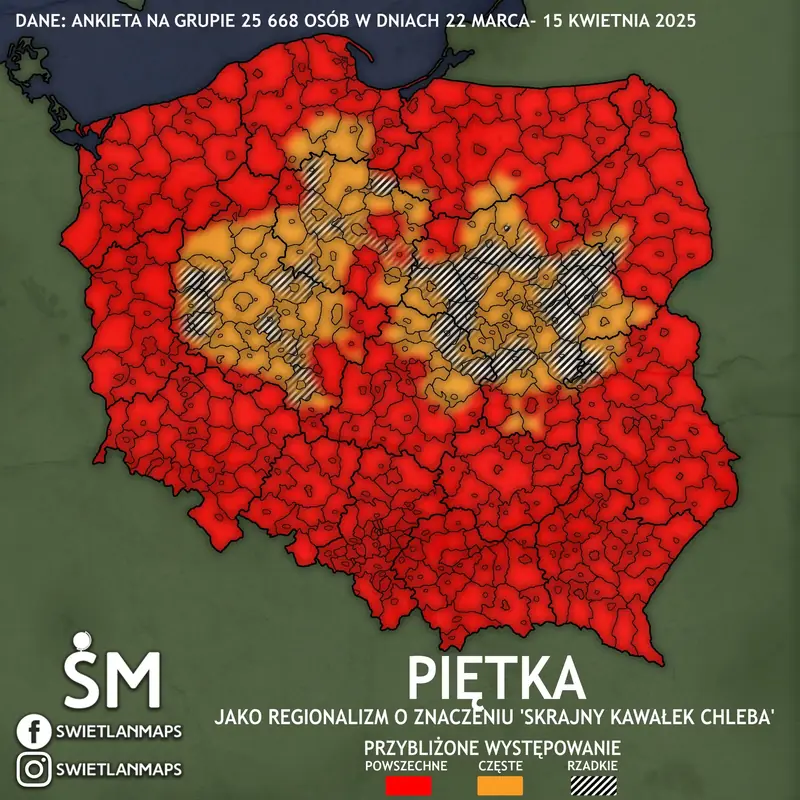 DANE: ANKIETA NA GRUPIE 25 668 OSÓB W DNIACH 22 MARCA- 15 KWIETNIA 2025
ŚM
SWIETLANMAPS
SWIETLANMAPS
PIĘTKA
JAKO REGIONALIZM O ZNACZENIU 'SKRAJNY KAWAŁEK CHLEBA'
PRZYBLIŻONE WYSTĘPOWANIE
POWSZECHNE CZĘSTE RZADKIE